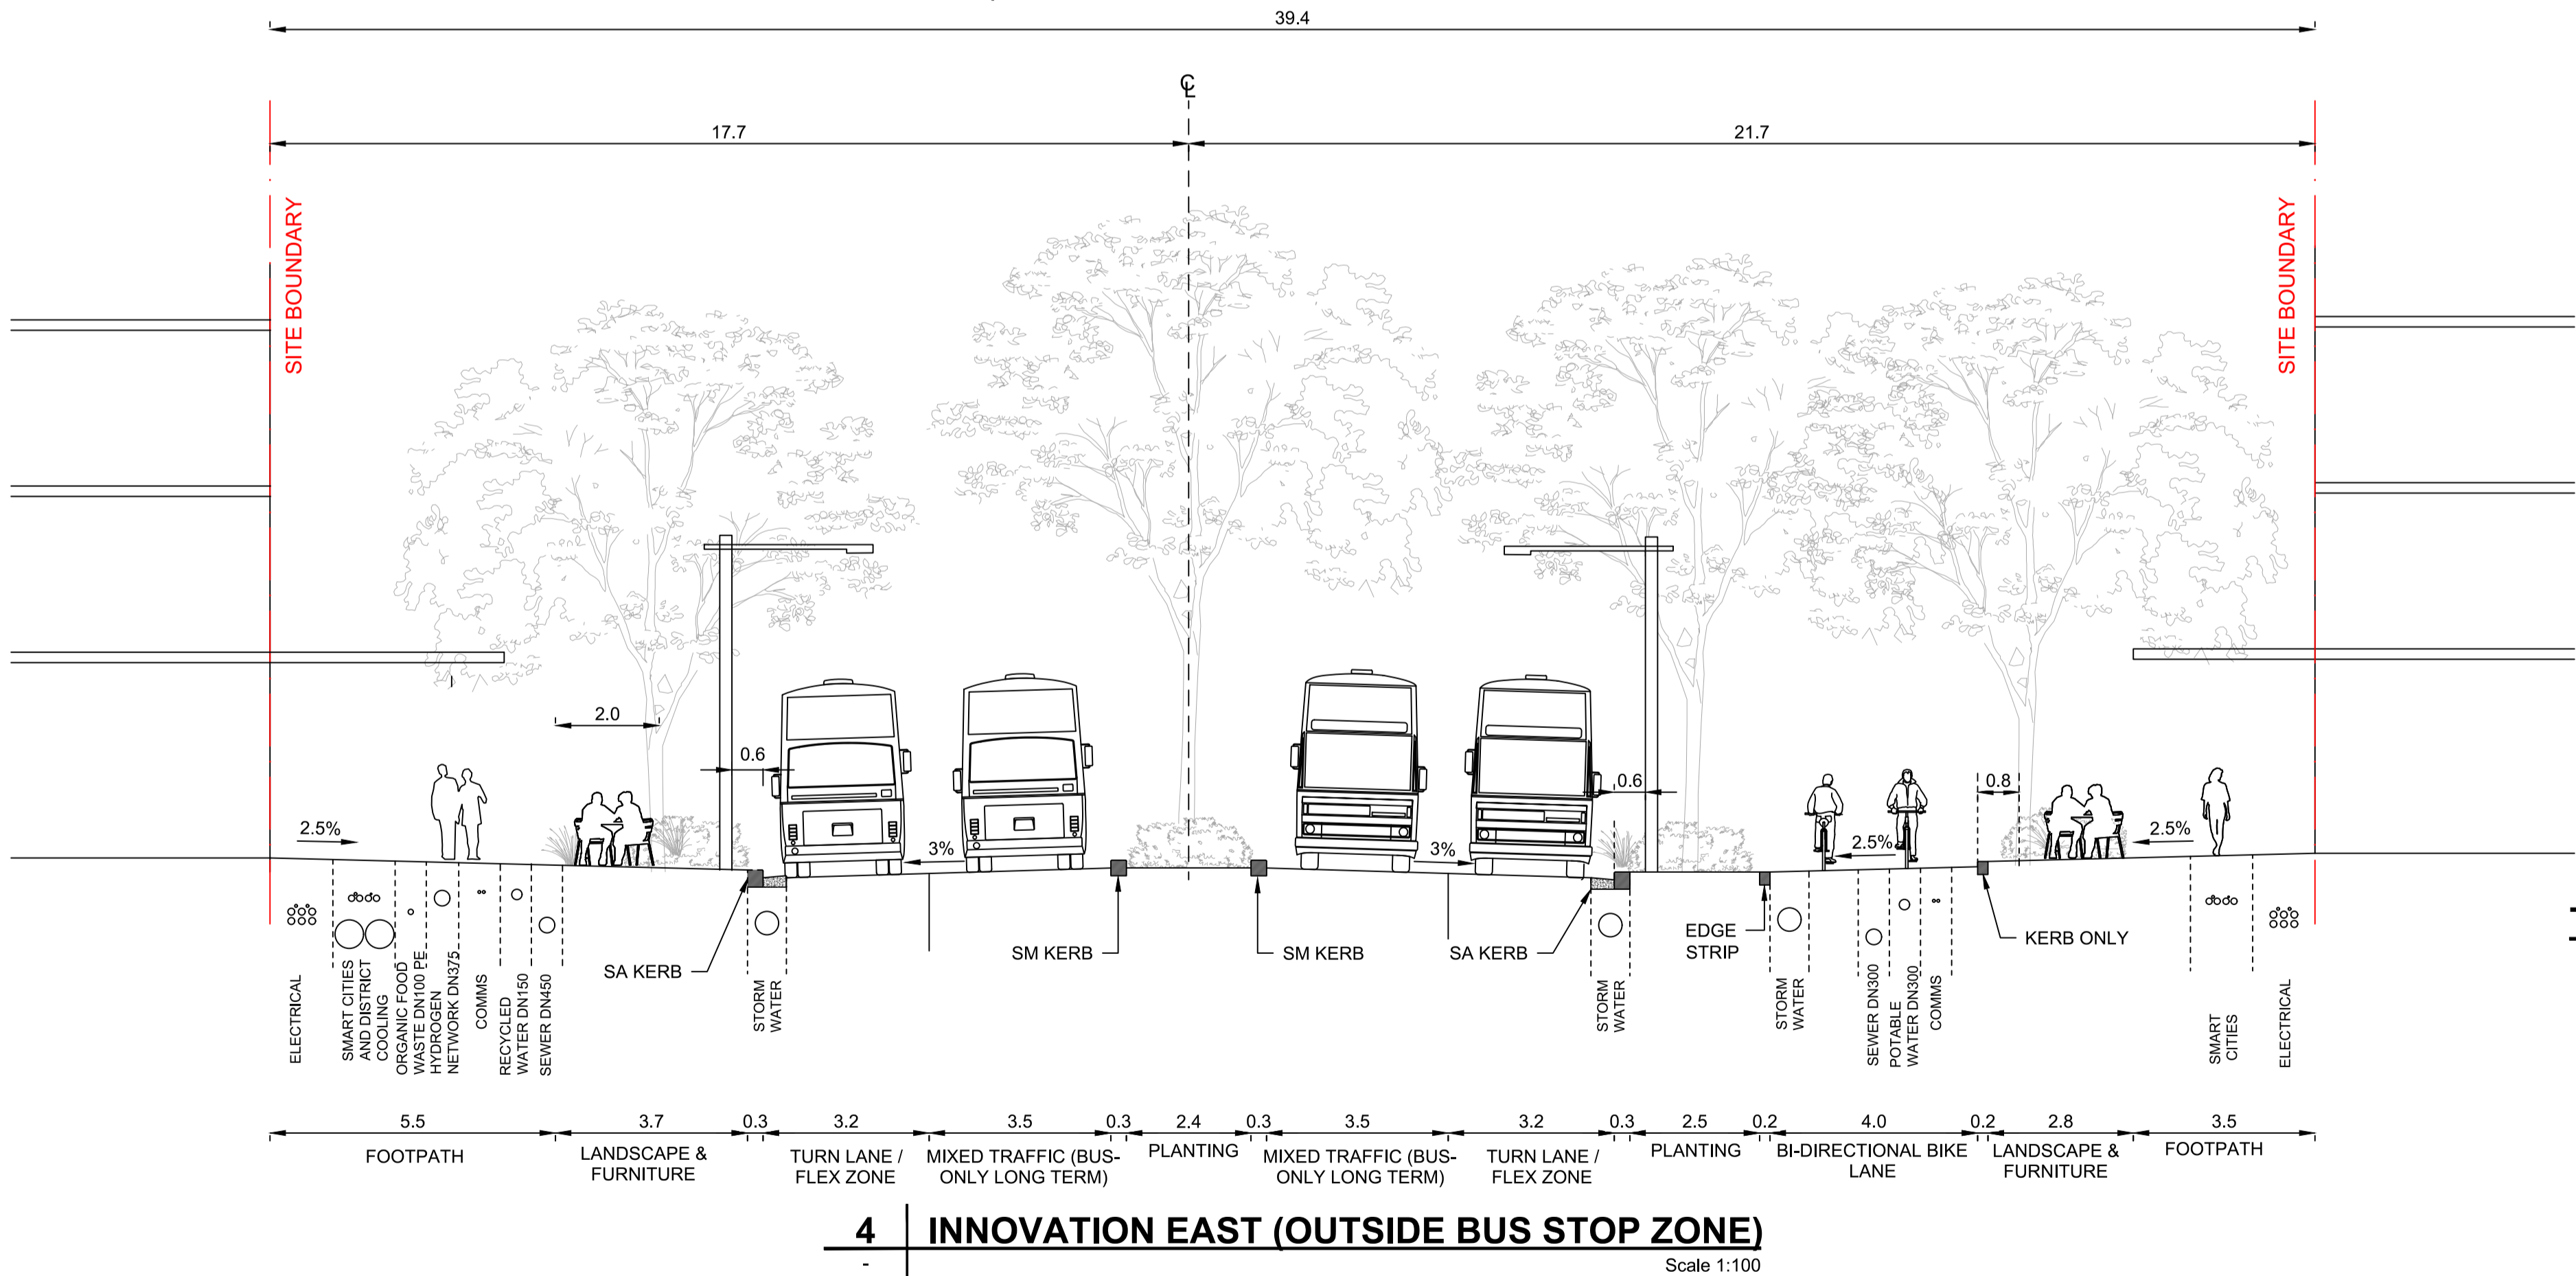 39.4
℄
17.7
21.7
SITE BOUNDARY
SITE BOUNDARY
2.0
0.6
0.6
0.8
2.5%
3%
3%
2.5%
2.5%
SA KERB
SM KERB
SM KERB
SA KERB
EDGE
STRIP
KERB ONLY
ELECTRICAL
SMART CITIES
AND DISTRICT
COOLING
ORGANIC FOOD
WASTE DN100 PE
HYDROGEN
NETWORK DN375
COMMS
RECYCLED
WATER DN150
SEWER DN450
STORM
WATER
STORM
WATER
STORM
WATER
SEWER DN300
POTABLE
WATER DN300
COMMS
SMART
CITIES
ELECTRICAL
5.5 3.7 0.3 3.2 3.5 0.3 2.4 0.3 3.5 3.2 0.3 2.5 0.2 4.0 0.2 2.8 3.5
FOOTPATH
LANDSCAPE &
FURNITURE
TURN LANE /
FLEX ZONE
MIXED TRAFFIC (BUS-
ONLY LONG TERM)
PLANTING
MIXED TRAFFIC (BUS-
ONLY LONG TERM)
TURN LANE /
FLEX ZONE
PLANTING
BI-DIRECTIONAL BIKE
LANE
LANDSCAPE &
FURNITURE
FOOTPATH
4 INNOVATION EAST (OUTSIDE BUS STOP ZONE)
- Scale 1:100